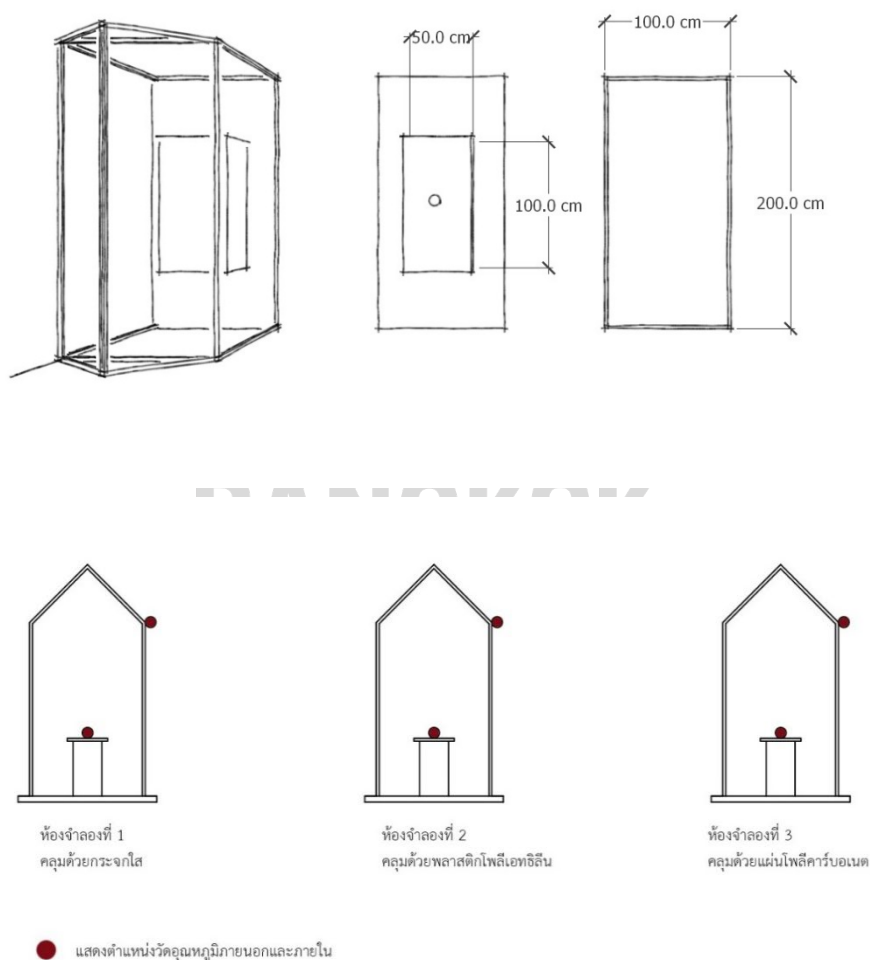 50.0 cm
100.0 cm
100.0 cm
200.0 cm
ห้องจำลองที่ 1
คลุมด้วยกระจกใส
ห้องจำลองที่ 2
คลุมด้วยพลาสติกโพลีเอทธิลีน
ห้องจำลองที่ 3
คลุมด้วยแผ่นโพลีคาร์บอเนต
แสดงตำแหน่งวัดอุณหภูมิภายนอกและภายใน